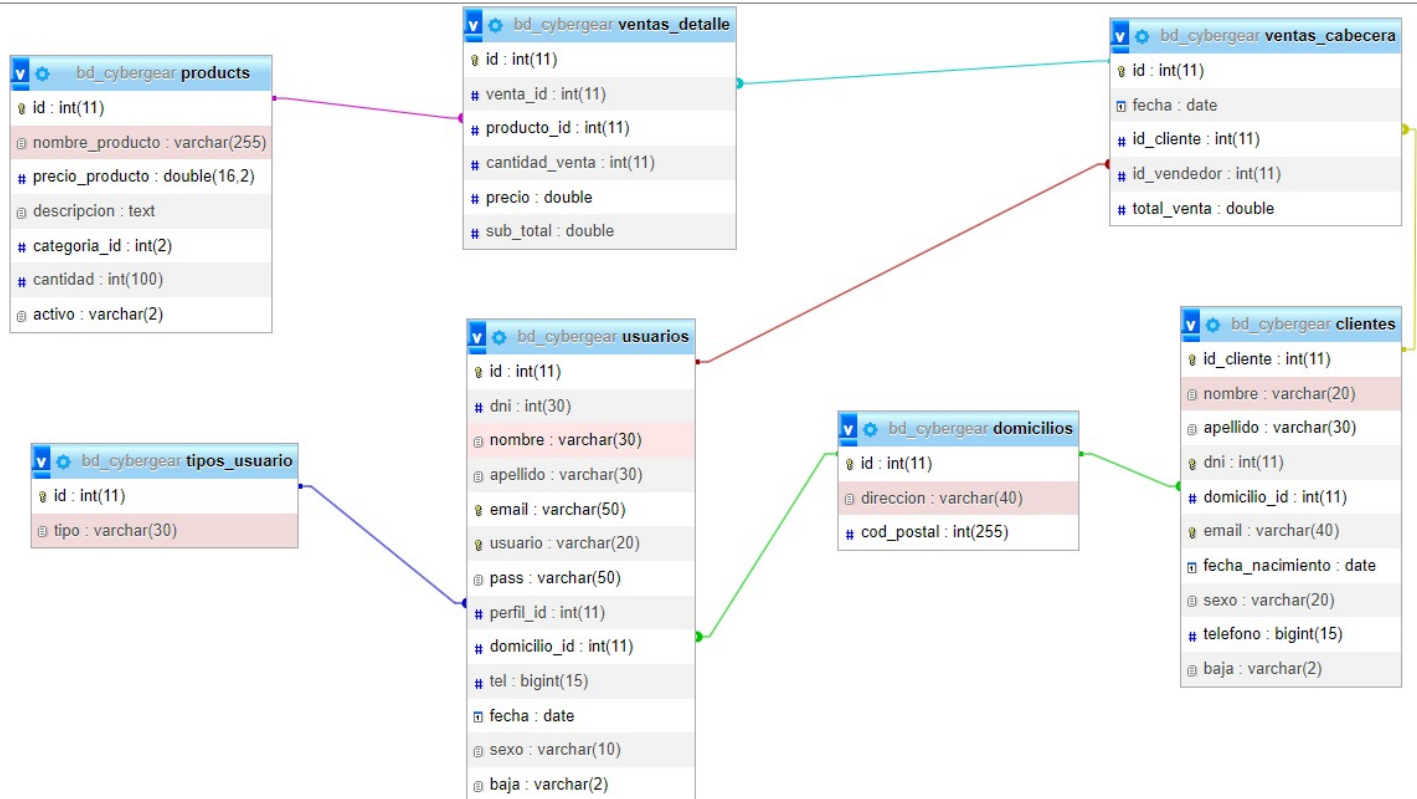 bd_cybergear products
id : int(11)
nombre_producto : varchar(255)
precio_producto : double(16,2)
descripcion : text
categoria_id : int(2)
cantidad : int(100)
activo : varchar(2)
v bd_cybergear ventas_detalle
id : int(11)
venta_id : int(11)
producto_id : int(11)
cantidad_venta : int(11)
precio : double
sub_total : double
v bd_cybergear ventas_cabecera
id : int(11)
fecha : date
id_cliente : int(11)
id_vendedor : int(11)
total_venta : double
v bd_cybergear tipos_usuario
id : int(11)
tipo : varchar(30)
v bd_cybergear usuarios
id : int(11)
dni : int(30)
nombre : varchar(30)
apellido : varchar(30)
email : varchar(50)
usuario : varchar(20)
pass : varchar(50)
perfil_id : int(11)
domicilio_id : int(11)
tel : bigint(15)
fecha : date
sexo : varchar(10)
baja : varchar(2)
v bd_cybergear domicilios
id : int(11)
direccion : varchar(40)
cod_postal : int(255)
v bd_cybergear clientes
id_cliente : int(11)
nombre : varchar(20)
apellido : varchar(30)
dni : int(11)
domicilio_id : int(11)
email : varchar(40)
fecha_nacimiento : date
sexo : varchar(20)
telefono : bigint(15)
baja : varchar(2)